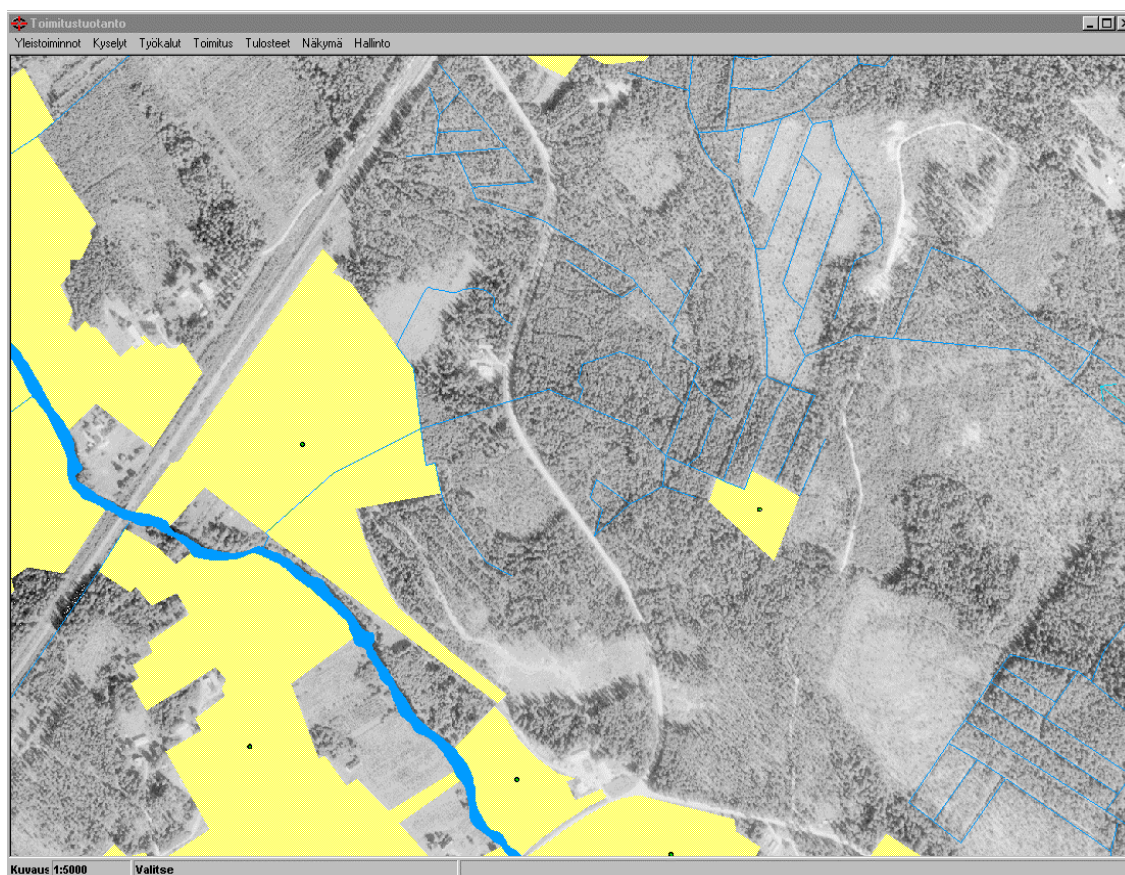 Toimitustuotanto
Yleistoiminnot Kyselyt Työkalut Toimitus Tulosteet Näkymä Hallinto
Kuvaus 1:5000 Valitse